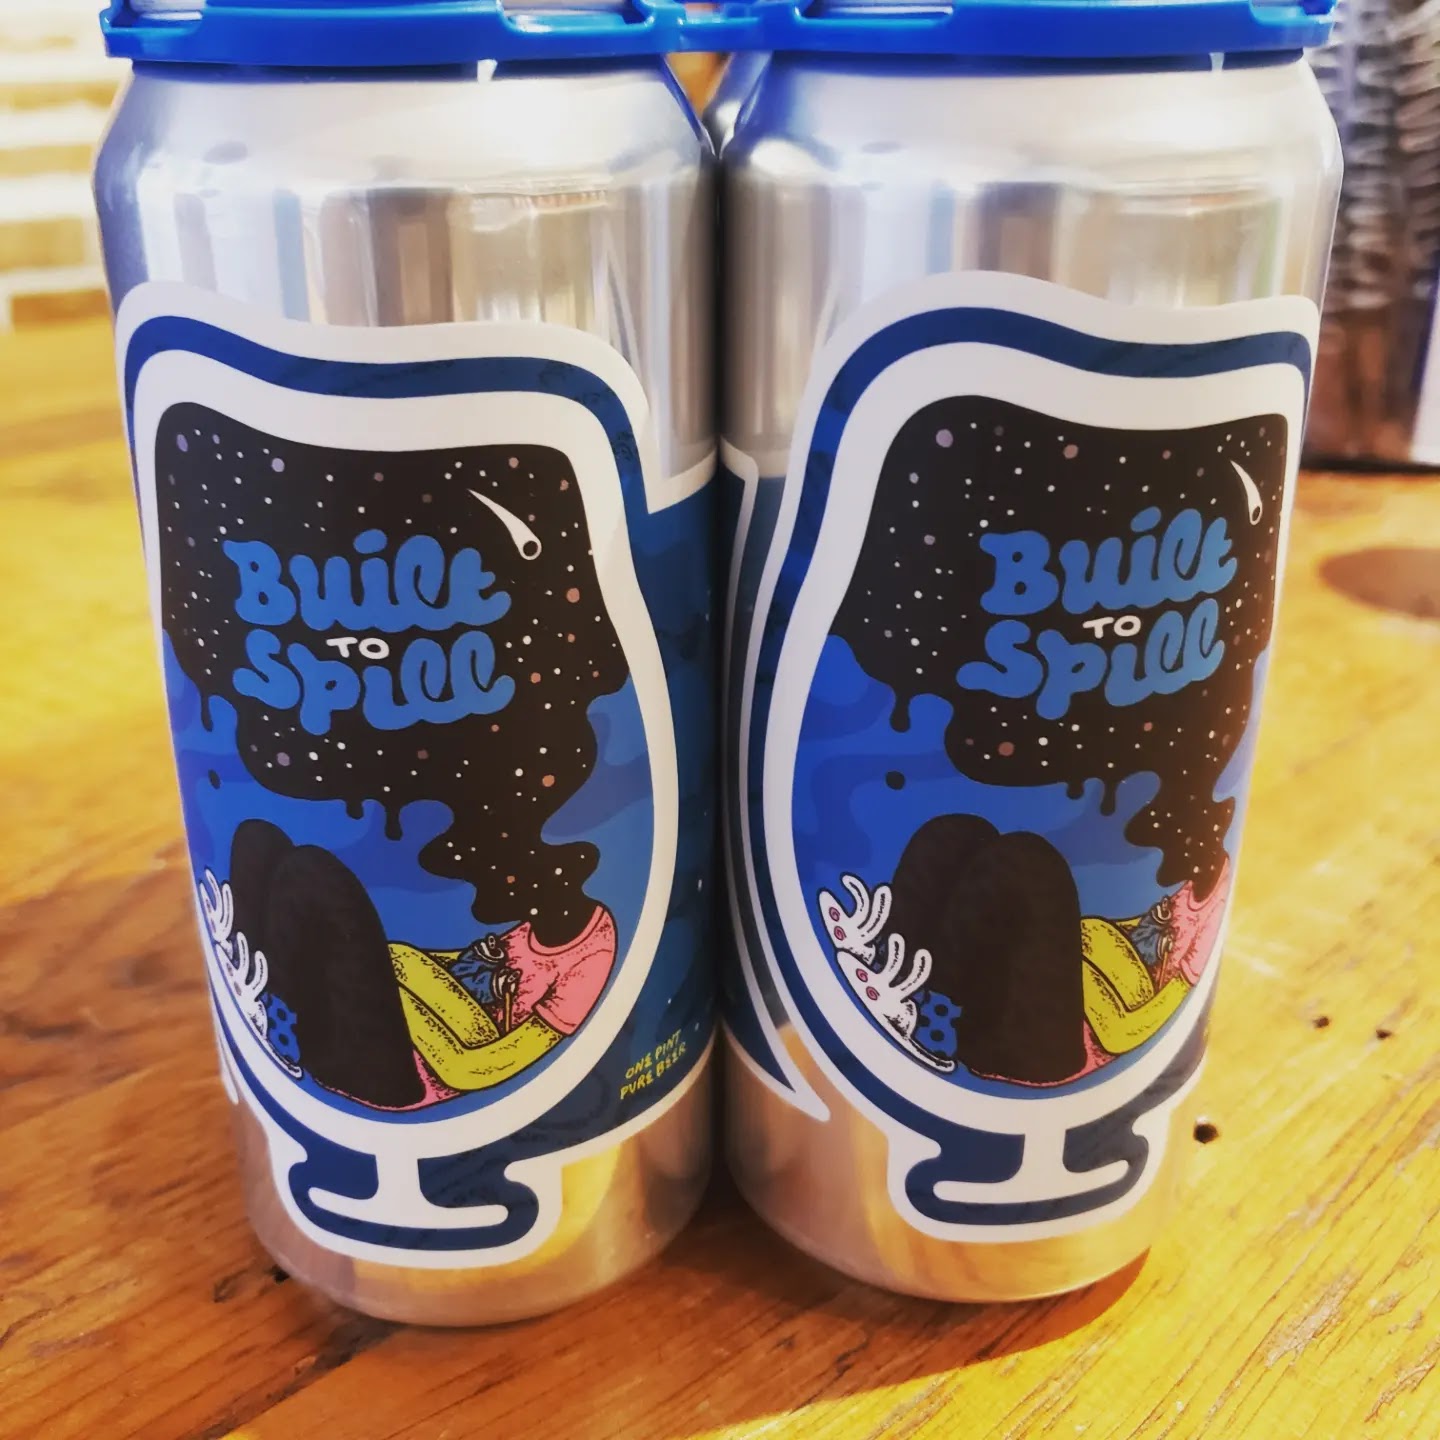 Built
TO
Spill
ONE PINT
PURE BEER
Built
TO
Spill